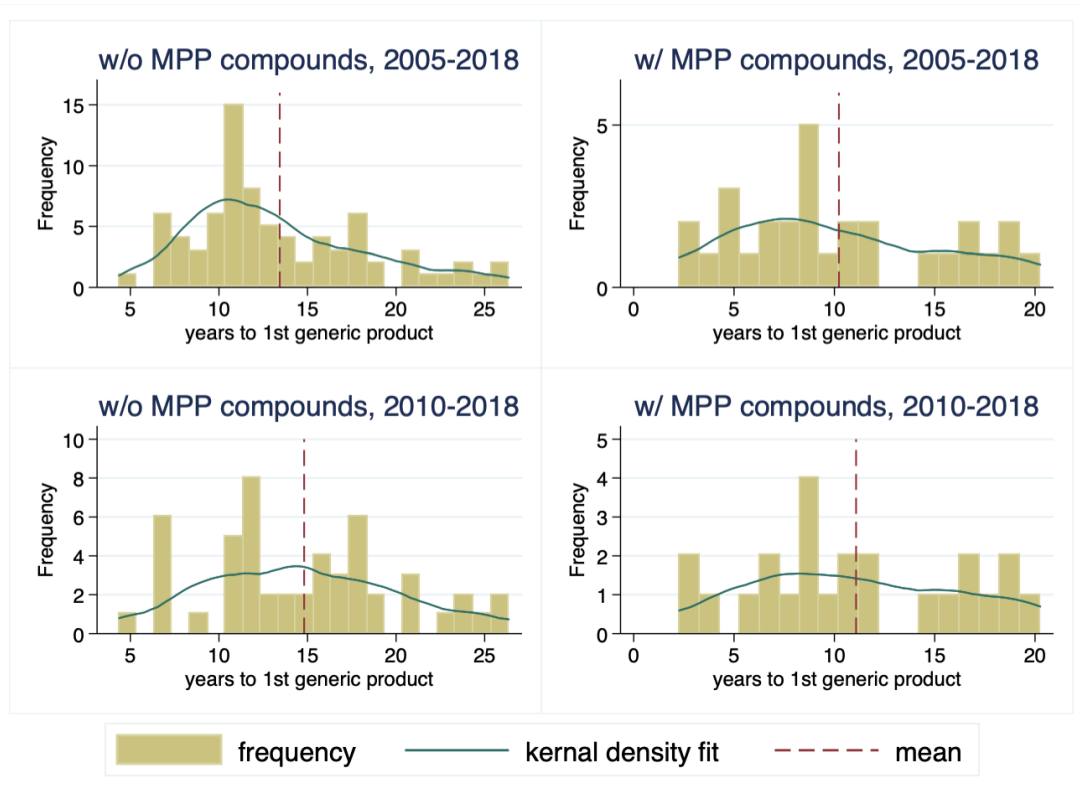 w/o MPP compounds, 2005-2018
Frequency
15
10
5
0
5 10 15 20 25
years to 1st generic product
w/ MPP compounds, 2005-2018
Frequency
5
0
0 5 10 15 20
years to 1st generic product
w/o MPP compounds, 2010-2018
Frequency
10
8
6
4
2
0
5 10 15 20 25
years to 1st generic product
w/ MPP compounds, 2010-2018
Frequency
5
4
3
2
1
0
0 5 10 15 20
years to 1st generic product
frequency kernal density fit mean